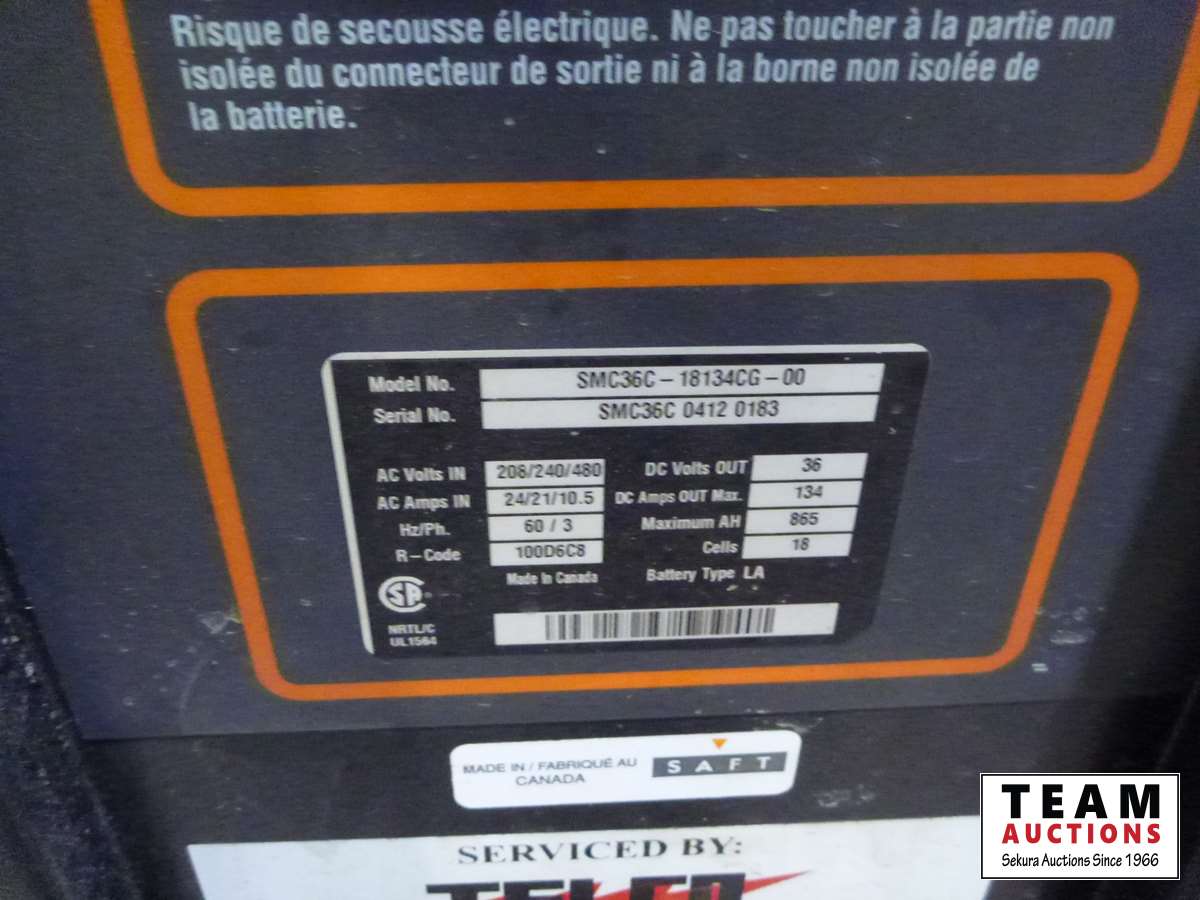 Risque de secousse électrique. Ne pas toucher à la partie non
isolée du connecteur de sortie ni à la borne non isolée de
la batterie.
Model No. SMC36C-18134CG-00
Serial No. SMC36C 0412 0183
AC Volts IN 208/240/480 DC Volts OUT 36
AC Amps IN 24/21/10.5 DC Amps OUT Max. 134
Hz/Ph. 60 / 3 Maximum AH 865
R-Code 100D6C8 Cells 18
Made In Canada Battery Type LA
NRTL/C
UL1564
MADE IN / FABRIQUÉ AU
CANADA
SAFT
SERVICED BY:
TELCO
TEAM
AUCTIONS
Sekura Auctions Since 1966